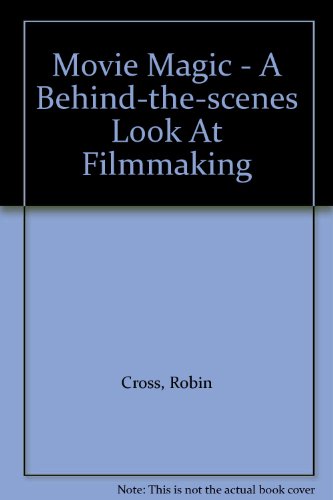 Movie Magic - A
Behind-the-scenes
Look At
Filmmaking
Cross, Robin
Note: This is not the actual book cover